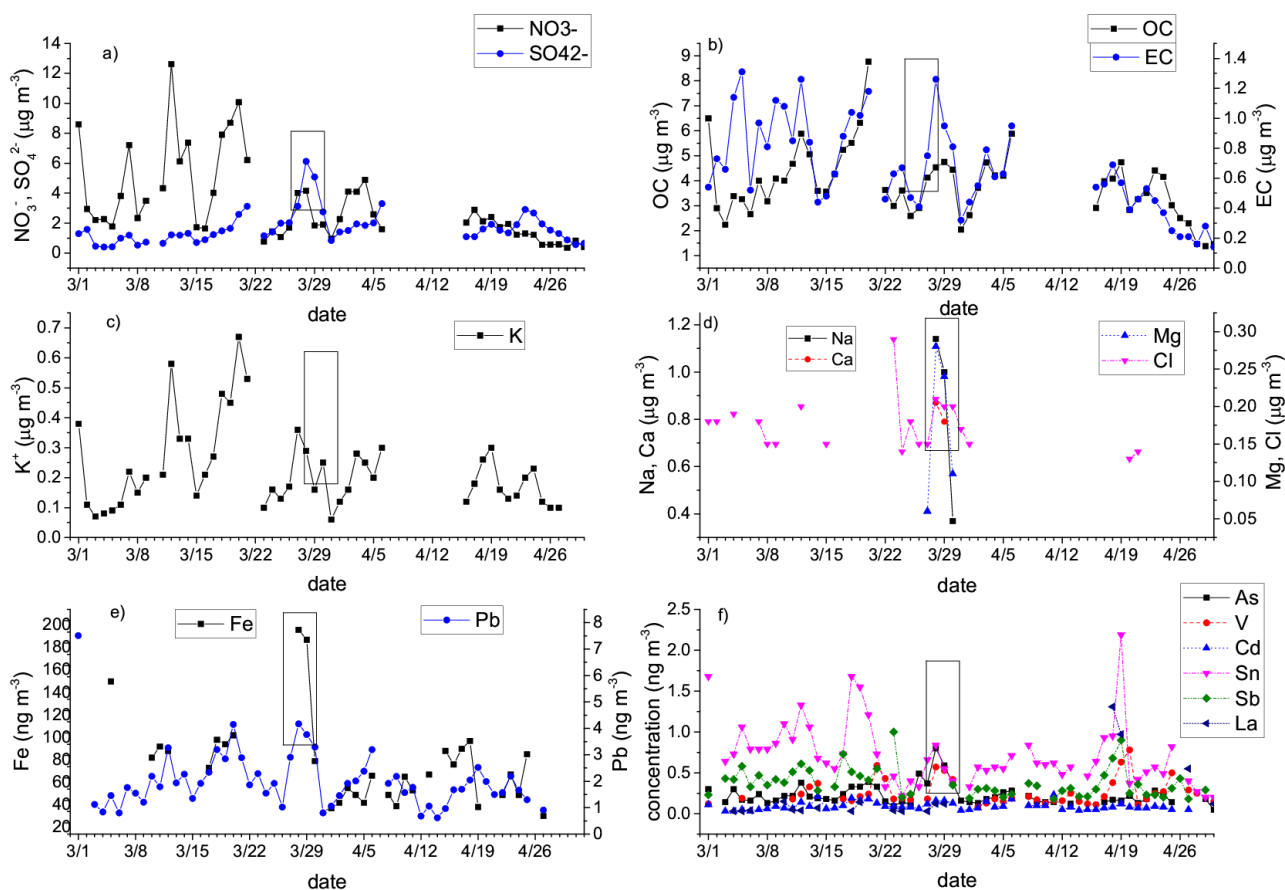 a)
NO3-
SO42-
14
12
10
8
6
4
2
0
NO₃⁻, SO₄²⁻ (μg m⁻³)
3/1 3/8 3/15 3/22 3/29 4/5 4/12 4/19 4/26
date
b)
OC
EC
9
8
7
6
5
4
3
2
1
OC (μg m⁻³)
1.4
1.2
1.0
0.8
0.6
0.4
0.2
0.0
EC (μg m⁻³)
3/1 3/8 3/15 3/22 3/29 4/5 4/12 4/19 4/26
date
c)
K
0.7
0.6
0.5
0.4
0.3
0.2
0.1
0.0
K⁺ (μg m⁻³)
3/1 3/8 3/15 3/22 3/29 4/5 4/12 4/19 4/26
date
d)
Na
Ca
Mg
Cl
1.2
1.0
0.8
0.6
0.4
Na, Ca (μg m⁻³)
0.30
0.25
0.20
0.15
0.10
0.05
Mg, Cl (μg m⁻³)
3/1 3/8 3/15 3/22 3/29 4/5 4/12 4/19 4/26
date
e)
Fe
Pb
200
180
160
140
120
100
80
60
40
20
Fe (ng m⁻³)
8
7
6
5
4
3
2
1
0
Pb (ng m⁻³)
3/1 3/8 3/15 3/22 3/29 4/5 4/12 4/19 4/26
date
f)
As
V
Cd
Sn
Sb
La
2.5
2.0
1.5
1.0
0.5
0.0
concentration (ng m⁻³)
3/1 3/8 3/15 3/22 3/29 4/5 4/12 4/19 4/26
date